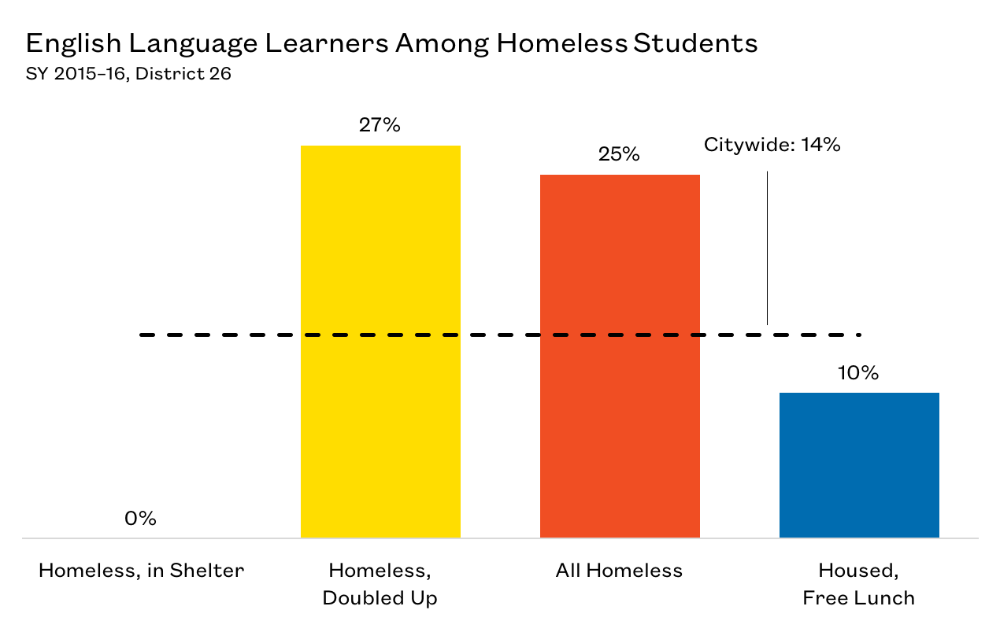 English Language Learners Among Homeless Students
SY 2015–16, District 26
27%
25%
Citywide: 14%
10%
0%
Homeless, in Shelter
Homeless,
Doubled Up
All Homeless
Housed,
Free Lunch